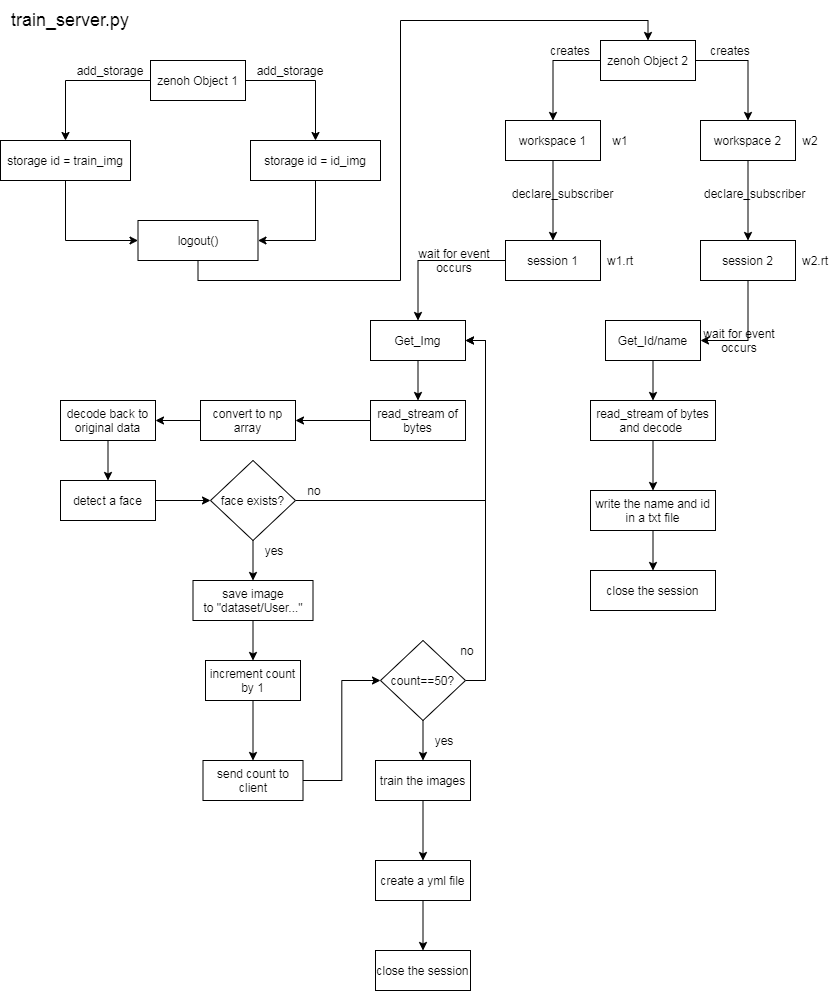 train_server.py
add_storage
zenoh Object 1
add_storage
creates
zenoh Object 2
creates
storage id = train_img
storage id = id_img
workspace 1
w1
workspace 2
w2
declare_subscriber
declare_subscriber
logout()
wait for event
occurs
session 1
w1.rt
session 2
w2.rt
Get_Img
Get_Id/name
wait for event
occurs
decode back to
original data
convert to np
array
read_stream of
bytes
read_stream of bytes
and decode
detect a face
face exists?
no
write the name and id
in a txt file
yes
save image
to "dataset/User..."
close the session
increment count
by 1
count==50?
no
yes
send count to
client
train the images
create a yml file
close the session